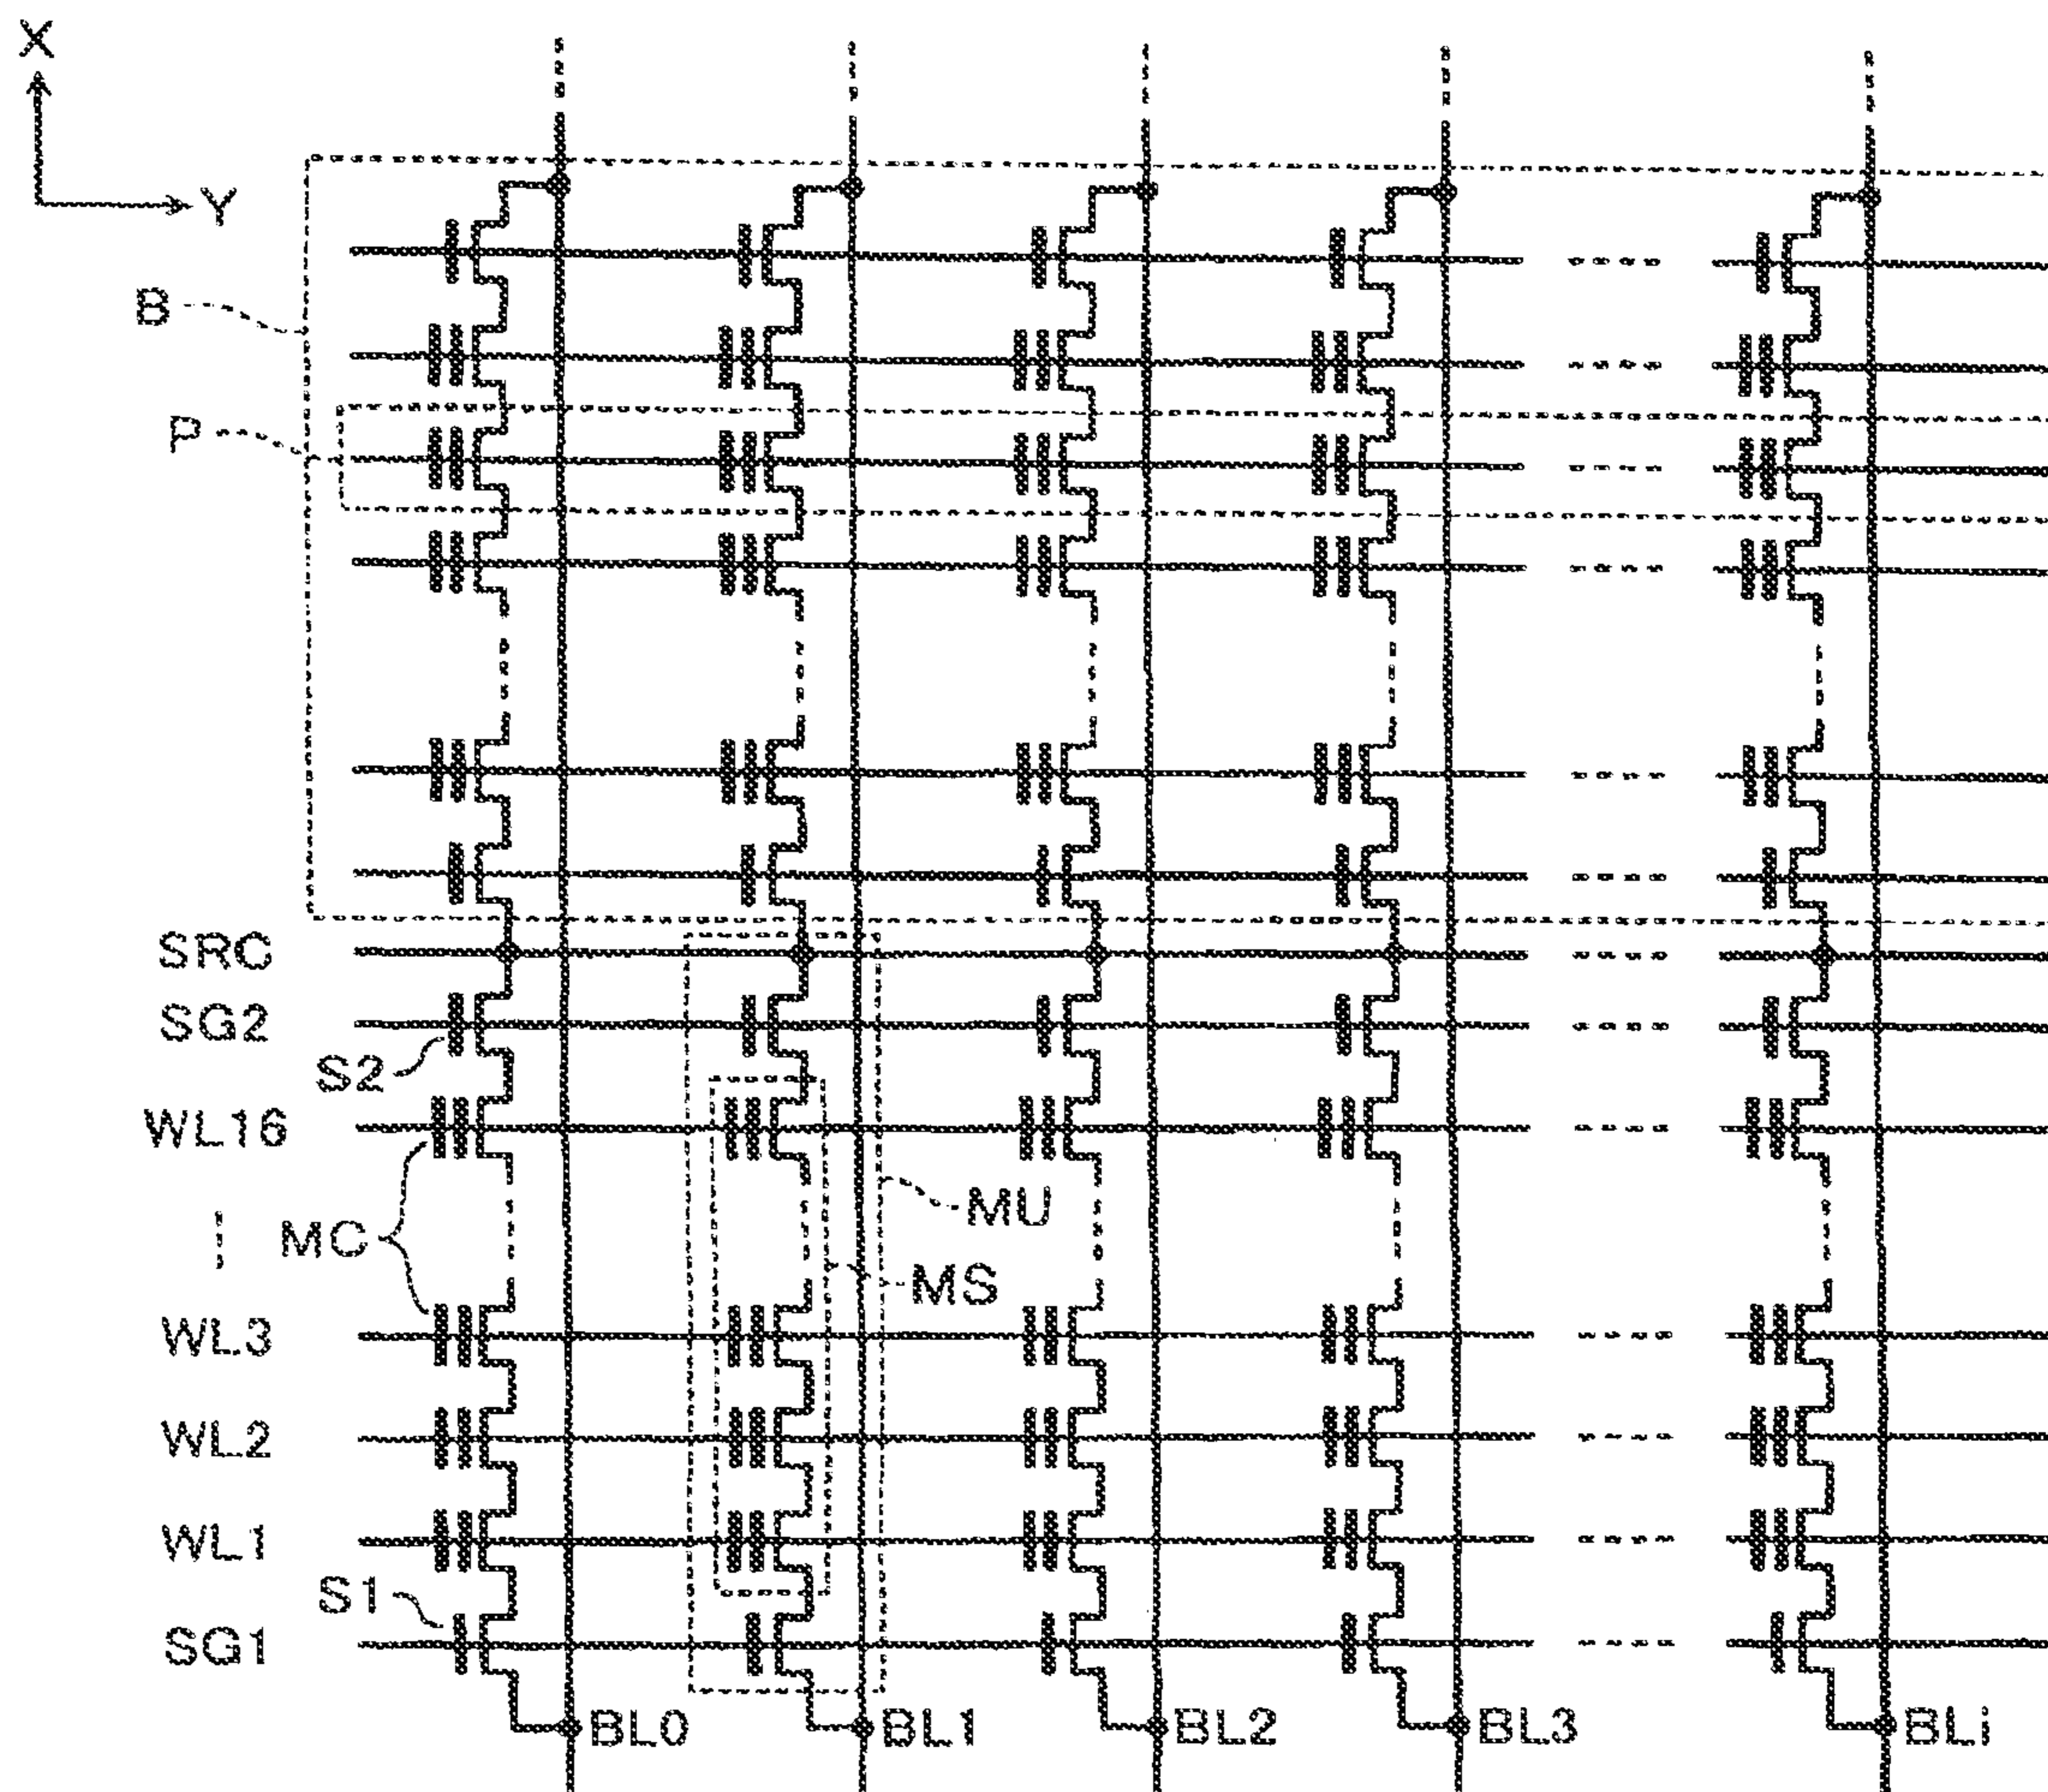 X
Y
B
P
SRC
SG2
S2
WL16
MU
MC
MS
WL3
WL2
WL1
S1
SG1
BL0 BL1 BL2 BL3 BLi